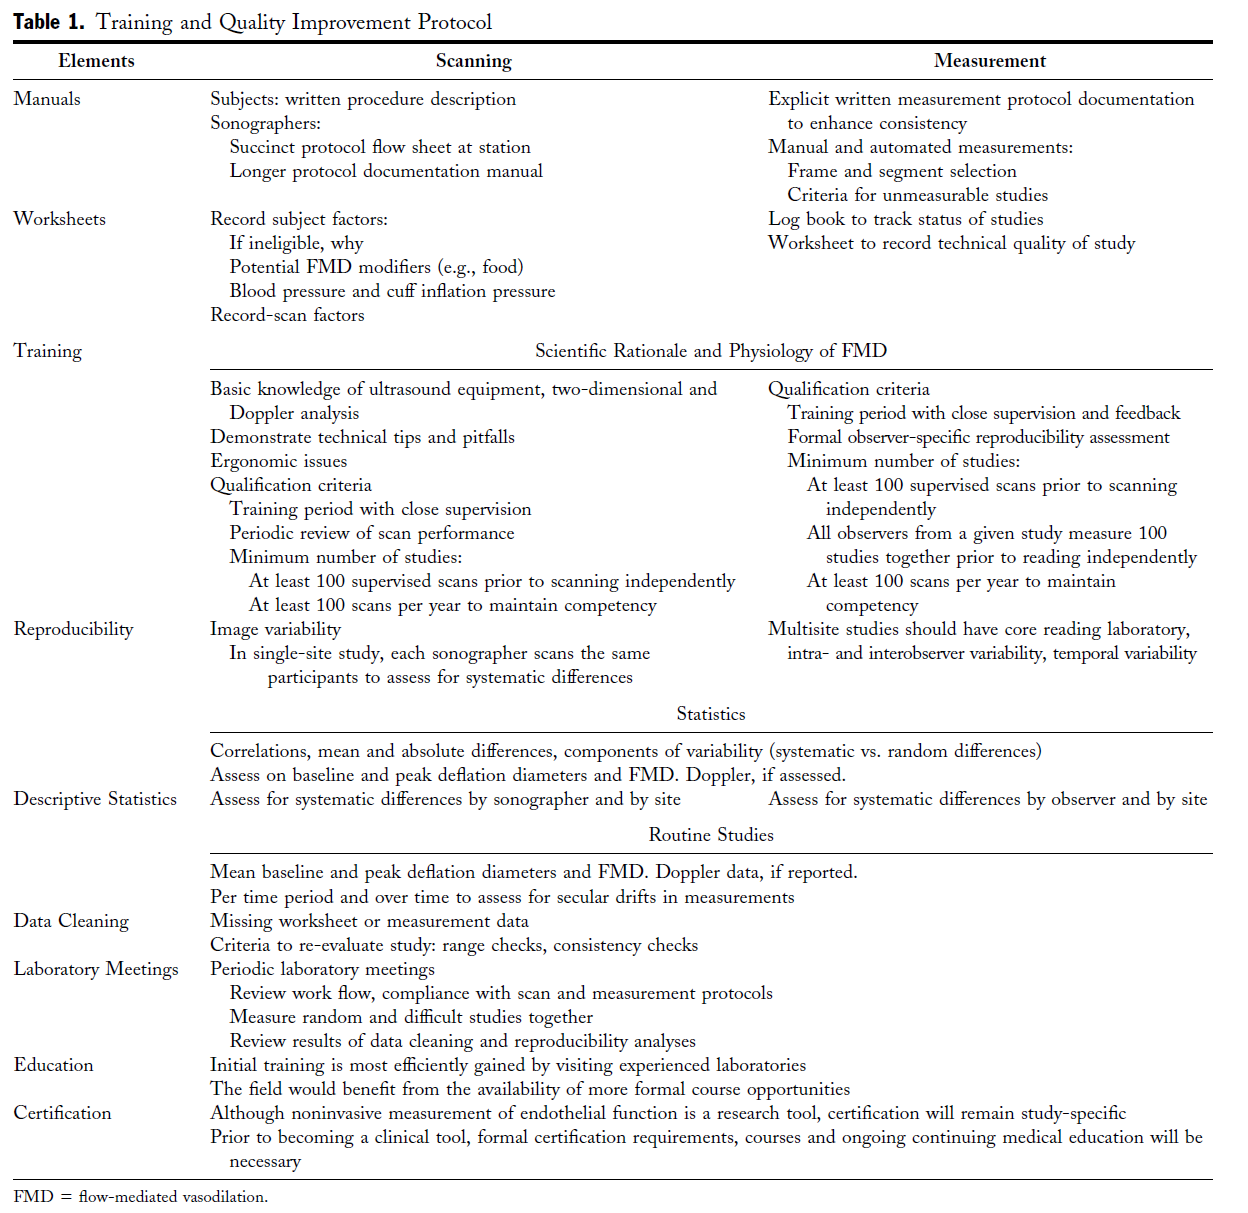 Table 1. Training and Quality Improvement Protocol
Elements Scanning Measurement
Manuals
Subjects: written procedure description
Sonographers:
Succinct protocol flow sheet at station
Longer protocol documentation manual
Explicit written measurement protocol documentation
to enhance consistency
Manual and automated measurements:
Frame and segment selection
Criteria for unmeasurable studies
Worksheets
Record subject factors:
If ineligible, why
Potential FMD modifiers (e.g., food)
Blood pressure and cuff inflation pressure
Record-scan factors
Log book to track status of studies
Worksheet to record technical quality of study
Training
Scientific Rationale and Physiology of FMD
Basic knowledge of ultrasound equipment, two-dimensional and
Doppler analysis
Demonstrate technical tips and pitfalls
Ergonomic issues
Qualification criteria
Training period with close supervision
Periodic review of scan performance
Minimum number of studies:
At least 100 supervised scans prior to scanning independently
At least 100 scans per year to maintain competency
Qualification criteria
Training period with close supervision and feedback
Formal observer-specific reproducibility assessment
Minimum number of studies:
At least 100 supervised scans prior to scanning
independently
All observers from a given study measure 100
studies together prior to reading independently
At least 100 scans per year to maintain
competency
Reproducibility
Image variability
In single-site study, each sonographer scans the same
participants to assess for systematic differences
Multisite studies should have core reading laboratory,
intra- and interobserver variability, temporal variability
Statistics
Correlations, mean and absolute differences, components of variability (systematic vs. random differences)
Assess on baseline and peak deflation diameters and FMD. Doppler, if assessed.
Descriptive Statistics
Assess for systematic differences by sonographer and by site
Assess for systematic differences by observer and by site
Routine Studies
Mean baseline and peak deflation diameters and FMD. Doppler data, if reported.
Per time period and over time to assess for secular drifts in measurements
Data Cleaning
Missing worksheet or measurement data
Criteria to re-evaluate study: range checks, consistency checks
Laboratory Meetings
Periodic laboratory meetings
Review work flow, compliance with scan and measurement protocols
Measure random and difficult studies together
Review results of data cleaning and reproducibility analyses
Education
Initial training is most efficiently gained by visiting experienced laboratories
The field would benefit from the availability of more formal course opportunities
Certification
Although noninvasive measurement of endothelial function is a research tool, certification will remain study-specific
Prior to becoming a clinical tool, formal certification requirements, courses and ongoing continuing medical education will be
necessary
FMD = flow-mediated vasodilation.